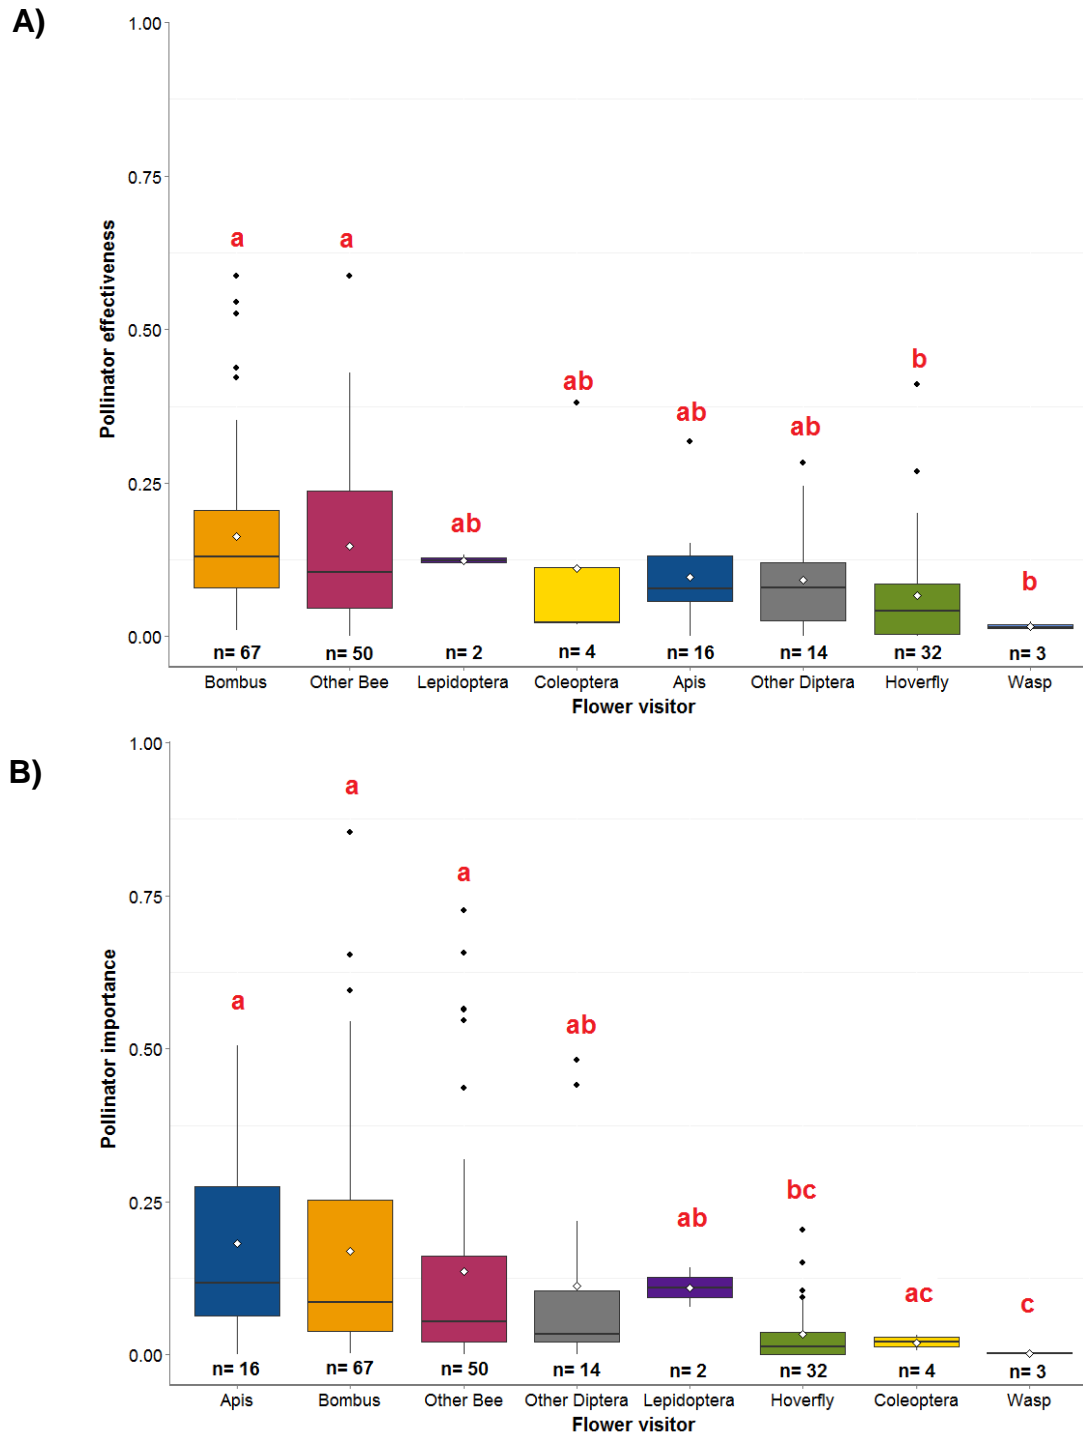 A)
1.00
0.75
0.50
0.25
0.00
Pollinator effectiveness
a a ab ab ab ab b b
n= 67 n= 50 n= 2 n= 4 n= 16 n= 14 n= 32 n= 3
Bombus Other Bee Lepidoptera Coleoptera Apis Other Diptera Hoverfly Wasp
Flower visitor
B)
1.00
0.75
0.50
0.25
0.00
Pollinator importance
a a a ab ab bc ac c
n= 16 n= 67 n= 50 n= 14 n= 2 n= 32 n= 4 n= 3
Apis Bombus Other Bee Other Diptera Lepidoptera Hoverfly Coleoptera Wasp
Flower visitor